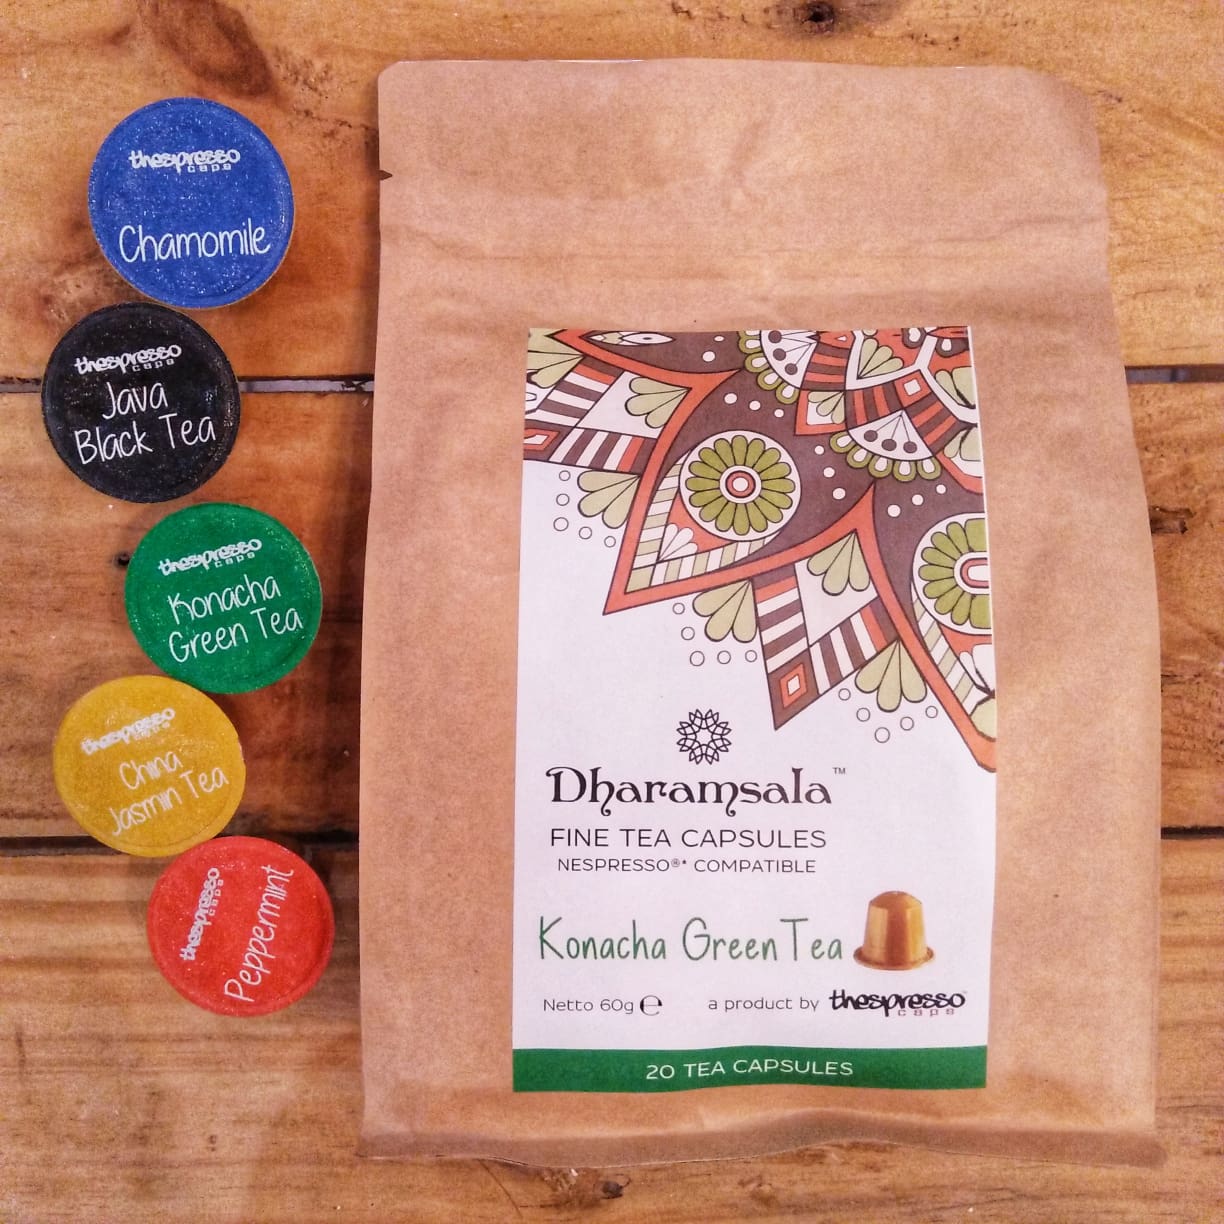 thespresso
caps
Chamomile
thespresso
caps
Java
Black Tea
thespresso
caps
Konacha
Green Tea
thespresso
caps
China
Jasmin Tea
thespresso
caps
Peppermint
Dharamsala™
FINE TEA CAPSULES
NESPRESSO®* COMPATIBLE
Konacha Green Tea
Netto 60g ℮ a product by thespresso™
caps
20 TEA CAPSULES